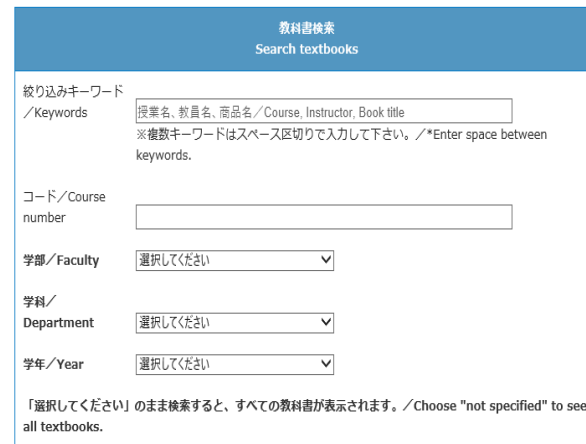 教科書検索
Search textbooks
絞り込みキーワード
／Keywords
授業名、教員名、商品名／Course, Instructor, Book title
※複数キーワードはスペース区切りで入力して下さい。／*Enter space between
keywords.
コード／Course
number
学部／Faculty
選択してください
学科／
Department
選択してください
学年／Year
選択してください
「選択してください」のまま検索すると、すべての教科書が表示されます。／Choose "not specified" to see
all textbooks.